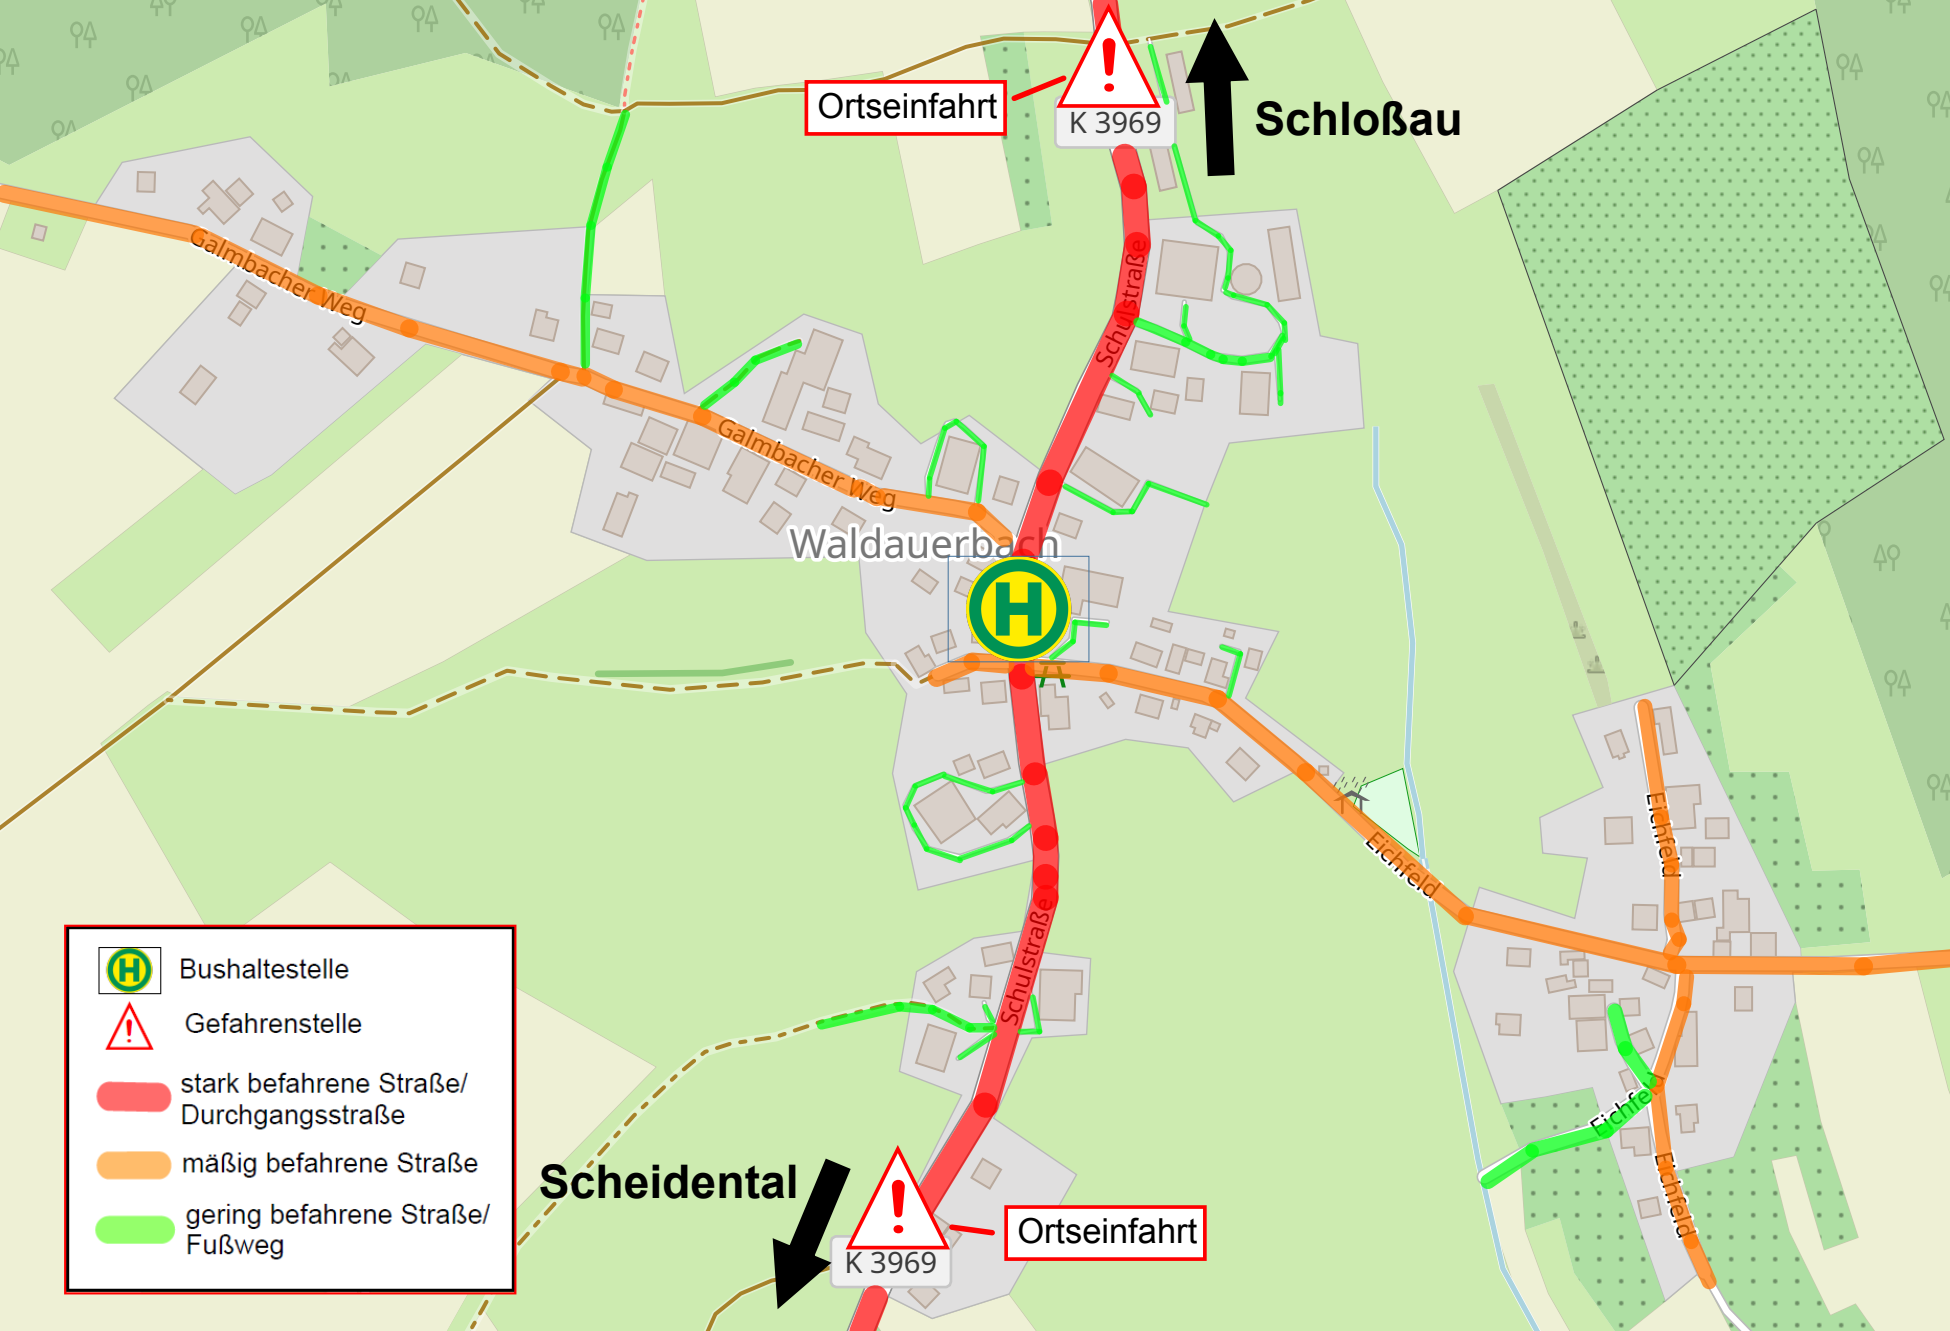 Ortseinfahrt
K 3969
Schloßau
Galmbacher Weg
Schulstraße
Galmbacher Weg
Waldauerbach
H
Eichfeld
Eichfeld
Schulstraße
Eichfeld
Eichfeld
Scheidental
Ortseinfahrt
K 3969
H Bushaltestelle
Gefahrenstelle
stark befahrene Straße/
Durchgangsstraße
mäßig befahrene Straße
gering befahrene Straße/
Fußweg